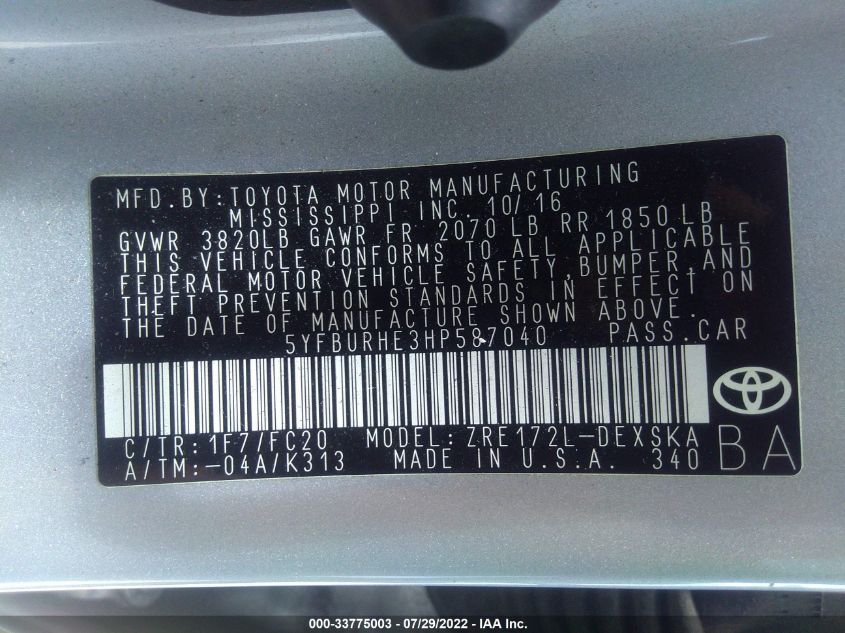 MFD.BY:TOYOTA MOTOR MANUFACTURING
MISSISSIPPI INC. 10/16
GVWR 3820LB GAWR FR 2070 LB RR 1850 LB
THIS VEHICLE CONFORMS TO ALL APPLICABLE
FEDERAL MOTOR VEHICLE SAFETY,BUMPER,AND
THEFT PREVENTION STANDARDS IN EFFECT ON
THE DATE OF MANUFACTURE SHOWN ABOVE.
5YFBURHE3HP587040 PASS.CAR
C/TR:1F7/FC20 MODEL:ZRE172L-DEXSKA
A/TM:-04A/K313 MADE IN U.S.A. 340
BA
000-33775003 - 07/29/2022 - IAA Inc.